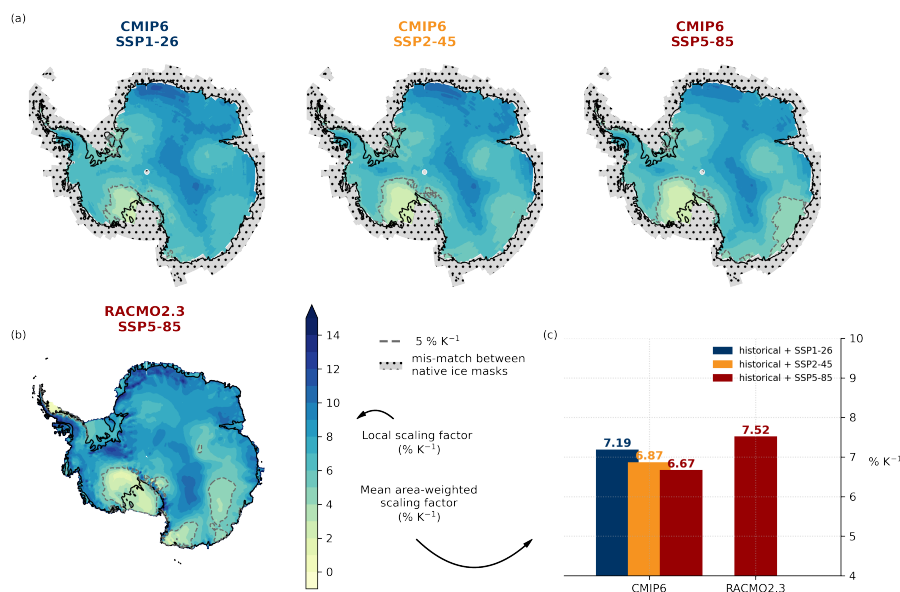 (a)
CMIP6
SSP1-26
CMIP6
SSP2-45
CMIP6
SSP5-85
(b)
RACMO2.3
SSP5-85
14
12
10
8
6
4
2
0
5 % K⁻¹
mis-match between
native ice masks
Local scaling factor
(% K⁻¹)
Mean area-weighted
scaling factor
(% K⁻¹)
(c)
historical + SSP1-26
historical + SSP2-45
historical + SSP5-85
7.19
6.87
6.67
7.52
10
9
8
7
6
5
4
% K⁻¹
CMIP6
RACMO2.3